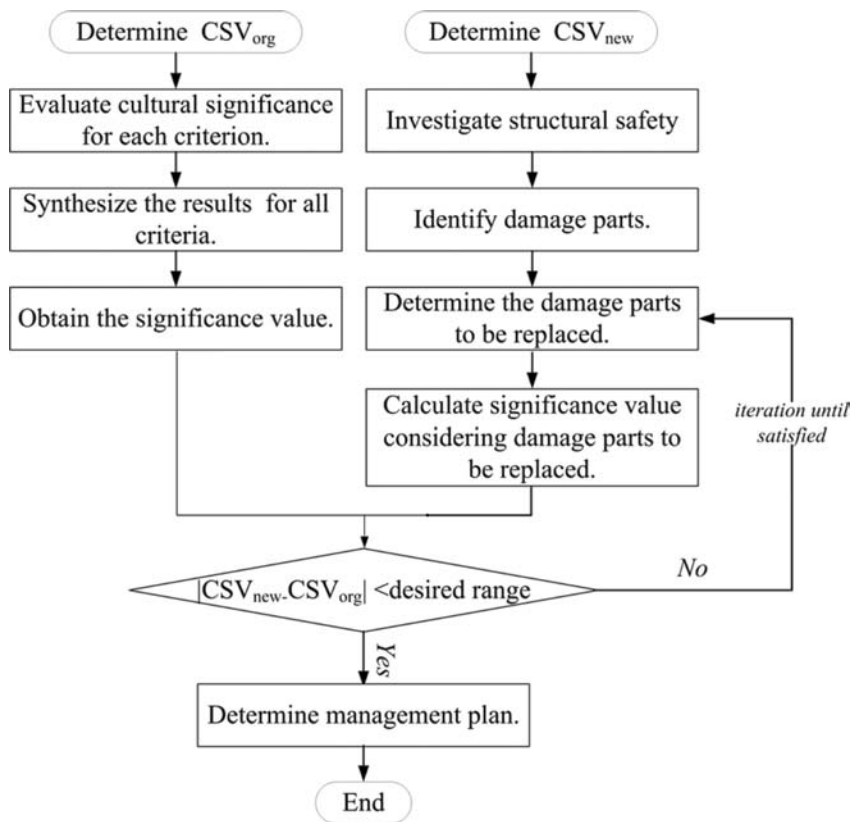 Determine CSVorg
Evaluate cultural significance
for each criterion.
Synthesize the results for all
criteria.
Obtain the significance value.
Determine CSVnew
Investigate structural safety
Identify damage parts.
Determine the damage parts
to be replaced.
Calculate significance value
considering damage parts to
be replaced.
iteration until
satisfied
|CSVnew-CSVorg| <desired range
No
Yes
Determine management plan.
End